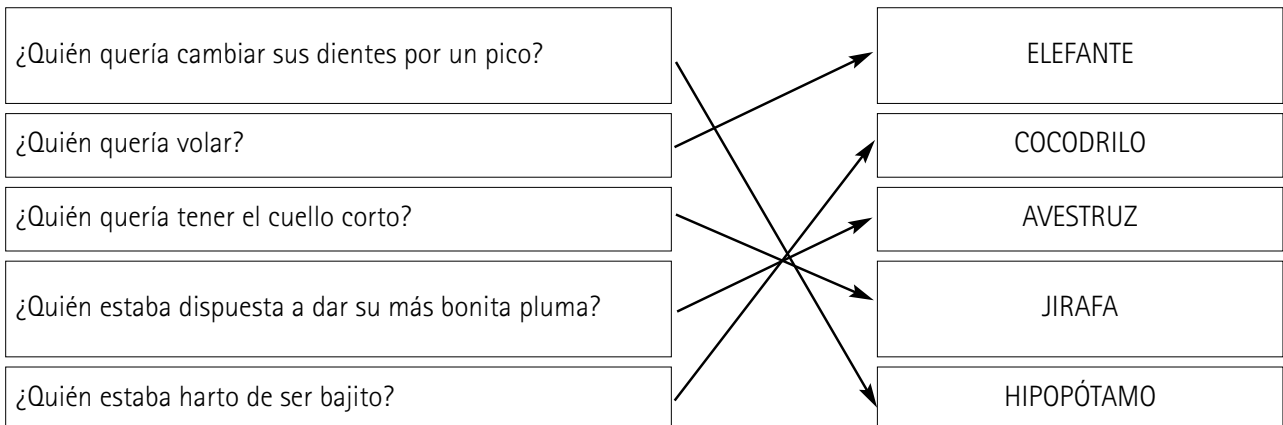 ¿Quién quería cambiar sus dientes por un pico?
ELEFANTE
¿Quién quería volar?
COCODRILO
¿Quién quería tener el cuello corto?
AVESTRUZ
¿Quién estaba dispuesta a dar su más bonita pluma?
JIRAFA
¿Quién estaba harto de ser bajito?
HIPOPÓTAMO